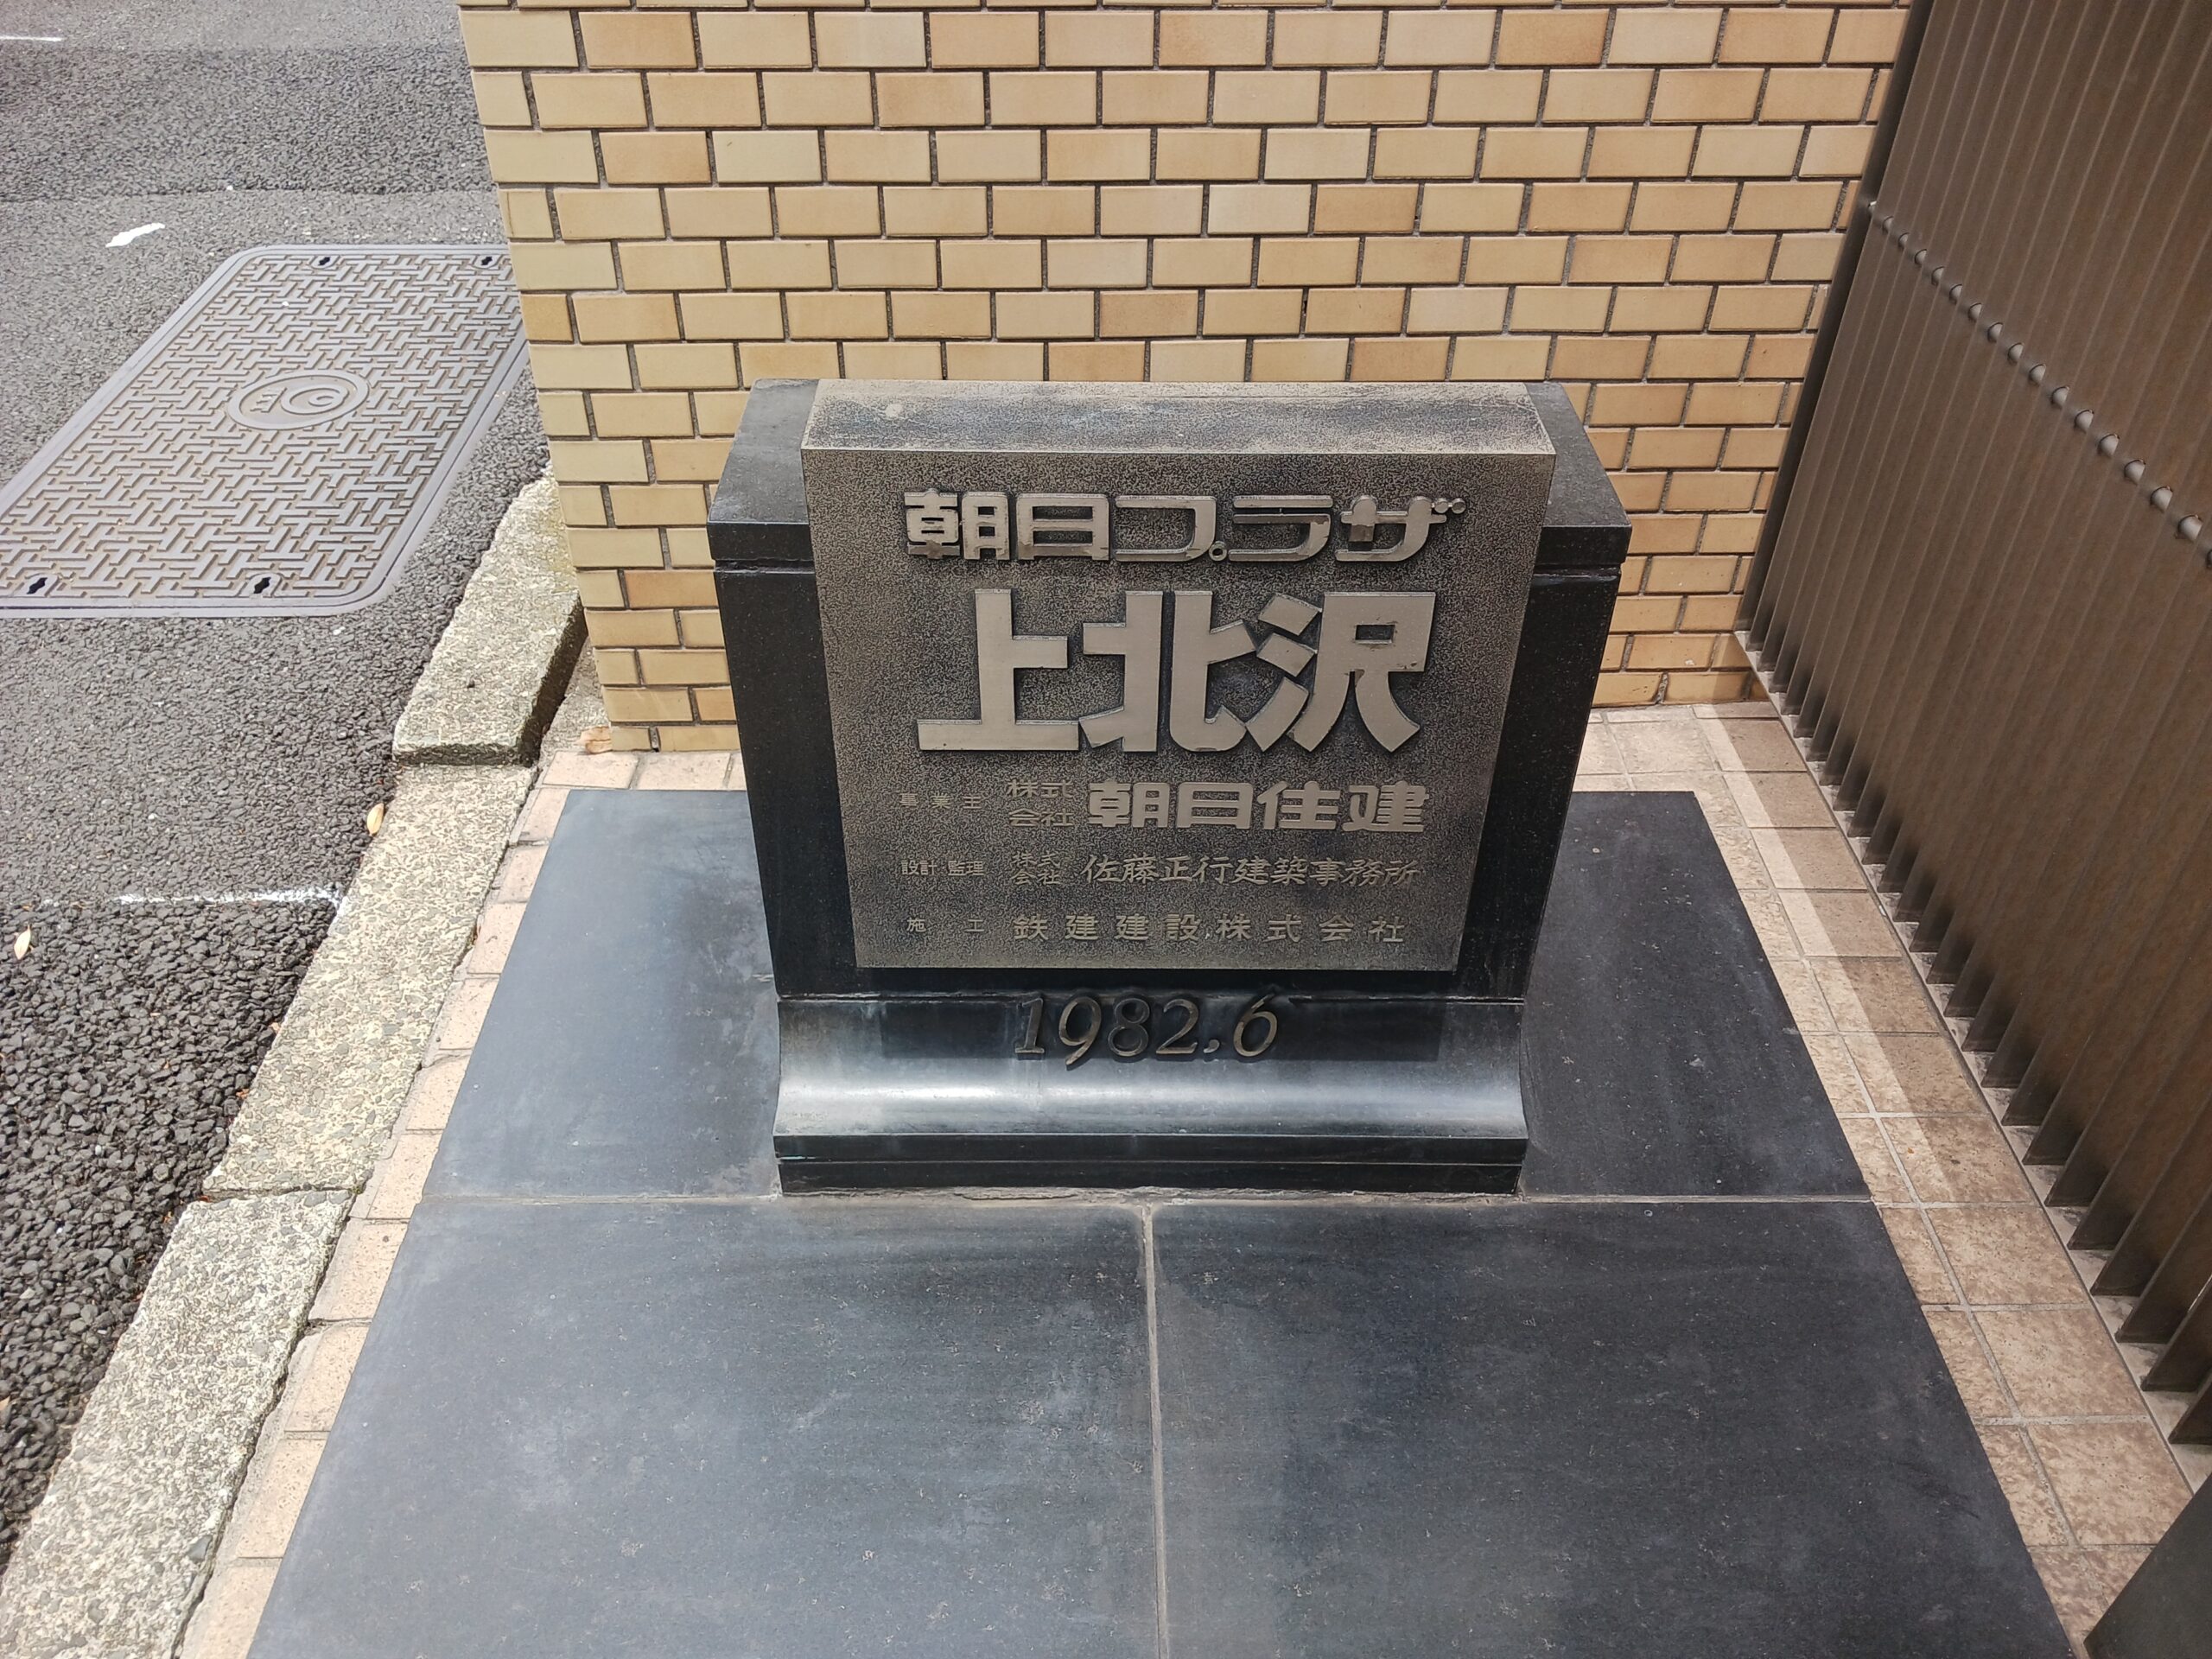 朝日プラザ
上北沢
事業主 株式会社 朝日住建
設計・監理 株式会社 佐藤正行建築事務所
施工 鉄建建設株式会社
1982.6